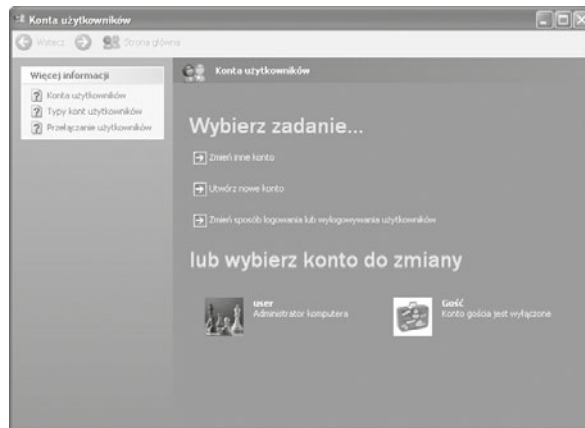 Konta użytkowników
Wstecz Strona główna
Więcej informacji
Konta użytkowników
Typy kont użytkowników
Przełączanie użytkowników
Konta użytkowników
Wybierz zadanie...
Zmień inne konto
Utwórz nowe konto
Zmień sposób logowania lub wylogowywania użytkowników
lub wybierz konto do zmiany
user
Administrator komputera
Gość
Konto gościa jest wyłączone